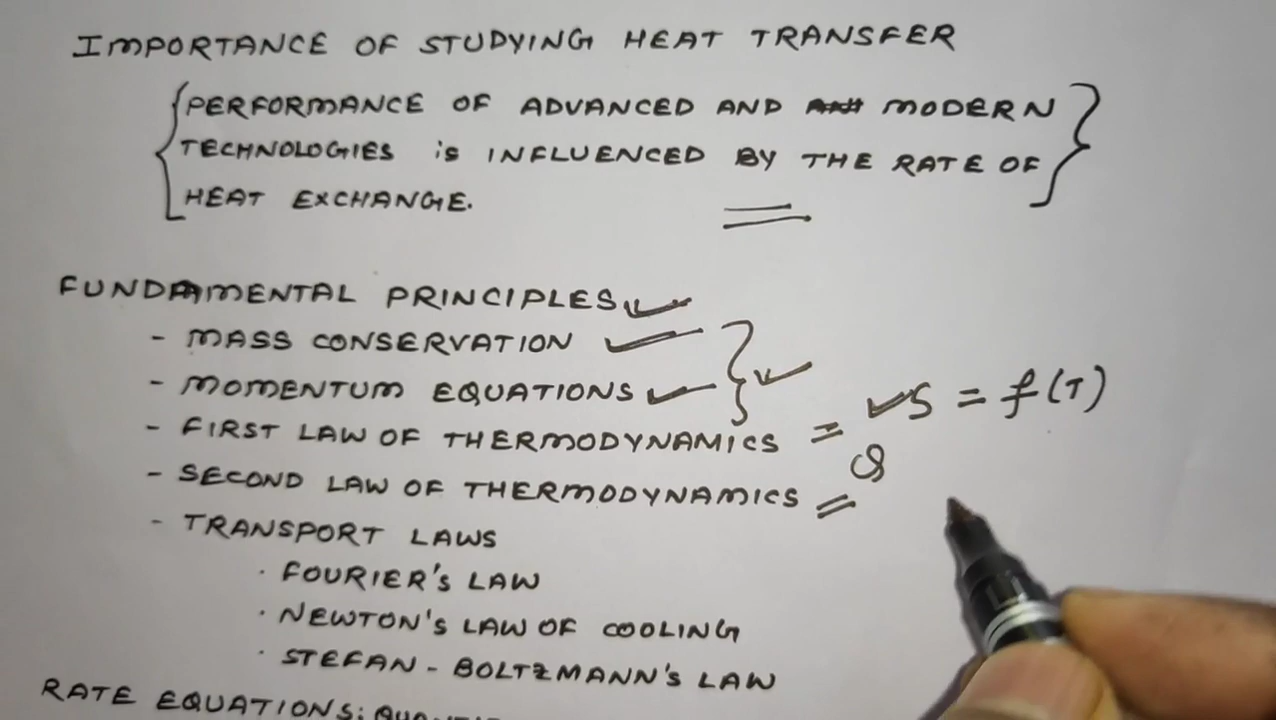 IMPORTANCE OF STUDYING HEAT TRANSFER
PERFORMANCE OF ADVANCED AND MODERN
TECHNOLOGIES is INFLUENCED BY THE RATE OF
HEAT EXCHANGE.
FUNDAMENTAL PRINCIPLES
- MASS CONSERVATION
- MOMENTUM EQUATIONS
S = f(T)
- FIRST LAW OF THERMODYNAMICS =
- SECOND LAW OF THERMODYNAMICS =
- TRANSPORT LAWS
· FOURIER's LAW
· NEWTON's LAW OF COOLING
· STEFAN - BOLTZMANN's LAW
RATE EQUATIONS: